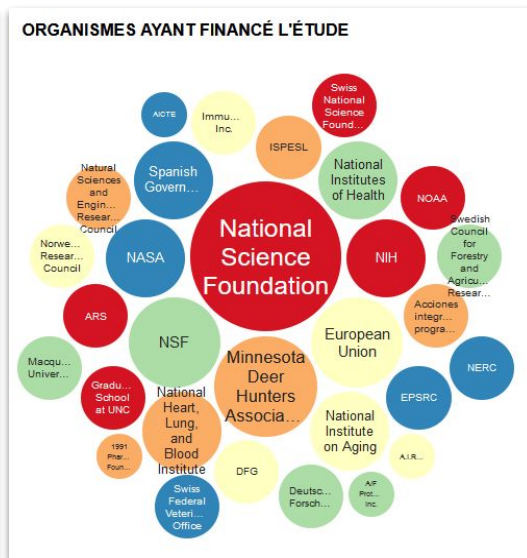 ORGANISMES AYANT FINANCÉ L'ÉTUDE
Swiss
National
Science
Found...
AICTE
Immu...
Inc.
ISPESL
National
Institutes
of Health
Spanish
Govern...
Natural
Sciences
and
Engin...
Resear...
Council
National
Science
Foundation
NOAA
Swedish
Council
for
Forestry
and
Agricu...
Resear...
Norwe...
Resear...
Council
NASA
NIH
ARS
Acciones
integr...
progra...
NSF
European
Union
Macqu...
Univer...
Minnesota
Deer
Hunters
Associa...
NERC
Gradu...
School
at UNC
National
Heart,
Lung,
and
Blood
Institute
EPSRC
National
Institute
on Aging
1991
Phar...
Foun...
DFG
A.I.R...
Swiss
Federal
Veteri...
Office
Deutsc...
Forsch...
A/F
Prot...
Inc.